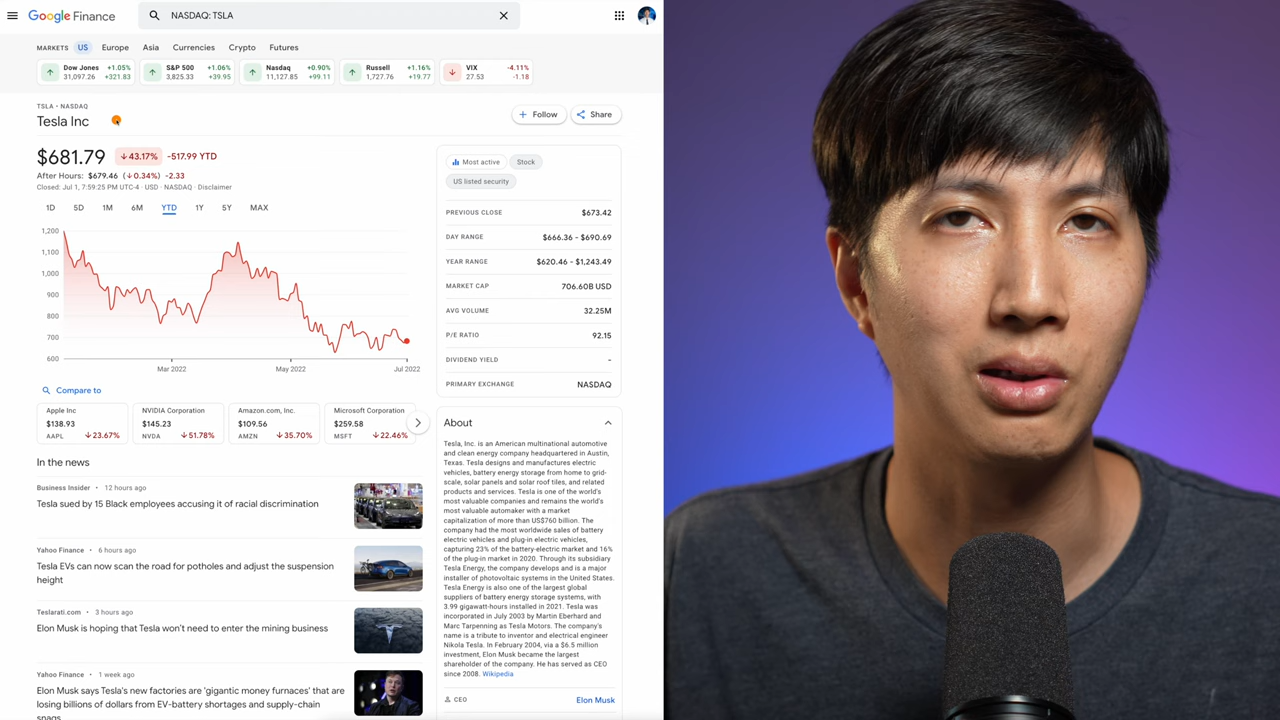 Google Finance
NASDAQ: TSLA
MARKETS US Europe Asia Currencies Crypto Futures
Dow Jones +1.05%
31,097.26 +321.83
S&P 500 +1.06%
3,825.33 +39.95
Nasdaq +0.90%
11,127.85 +99.11
Russell +1.16%
1,727.76 +19.77
VIX -4.11%
27.53 -1.18
TSLA • NASDAQ
Tesla Inc
Follow
Share
$681.79 ↓43.17% -517.99 YTD
After Hours: $679.46 (↓0.34%) -2.33
Closed: Jul 1, 7:59:25 PM UTC-4 · USD · NASDAQ · Disclaimer
1D 5D 1M 6M YTD 1Y 5Y MAX
1,200
1,100
1,000
900
800
700
600
Mar 2022 May 2022 Jul 2022
Compare to
Apple Inc
$138.93
AAPL ↓23.67%
NVIDIA Corporation
$145.23
NVDA ↓51.78%
Amazon.com, Inc.
$109.56
AMZN ↓35.70%
Microsoft Corporation
$259.58
MSFT ↓22.46%
In the news
Business Insider • 12 hours ago
Tesla sued by 15 Black employees accusing it of racial discrimination
Yahoo Finance • 6 hours ago
Tesla EVs can now scan the road for potholes and adjust the suspension
height
Teslarati.com • 3 hours ago
Elon Musk is hoping that Tesla won't need to enter the mining business
Yahoo Finance • 1 week ago
Elon Musk says Tesla's new factories are 'gigantic money furnaces' that are
losing billions of dollars from EV-battery shortages and supply-chain
snags
Most active Stock
US listed security
PREVIOUS CLOSE $673.42
DAY RANGE $666.36 - $690.69
YEAR RANGE $620.46 - $1,243.49
MARKET CAP 706.60B USD
AVG VOLUME 32.25M
P/E RATIO 92.15
DIVIDEND YIELD -
PRIMARY EXCHANGE NASDAQ
About
Tesla, Inc. is an American multinational automotive
and clean energy company headquartered in Austin,
Texas. Tesla designs and manufactures electric
vehicles, battery energy storage from home to grid-
scale, solar panels and solar roof tiles, and related
products and services. Tesla is one of the world's
most valuable companies and remains the world's
most valuable automaker with a market
capitalization of more than US$760 billion. The
company had the most worldwide sales of battery
electric vehicles and plug-in electric vehicles,
capturing 23% of the battery-electric market and 16%
of the plug-in market in 2020. Through its subsidiary
Tesla Energy, the company develops and is a major
installer of photovoltaic systems in the United States.
Tesla Energy is also one of the largest global
suppliers of battery energy storage systems, with
3.99 gigawatt-hours installed in 2021. Tesla was
incorporated in July 2003 by Martin Eberhard and
Marc Tarpenning as Tesla Motors. The company's
name is a tribute to inventor and electrical engineer
Nikola Tesla. In February 2004, via a $6.5 million
investment, Elon Musk became the largest
shareholder of the company. He has served as CEO
since 2008. Wikipedia
CEO Elon Musk